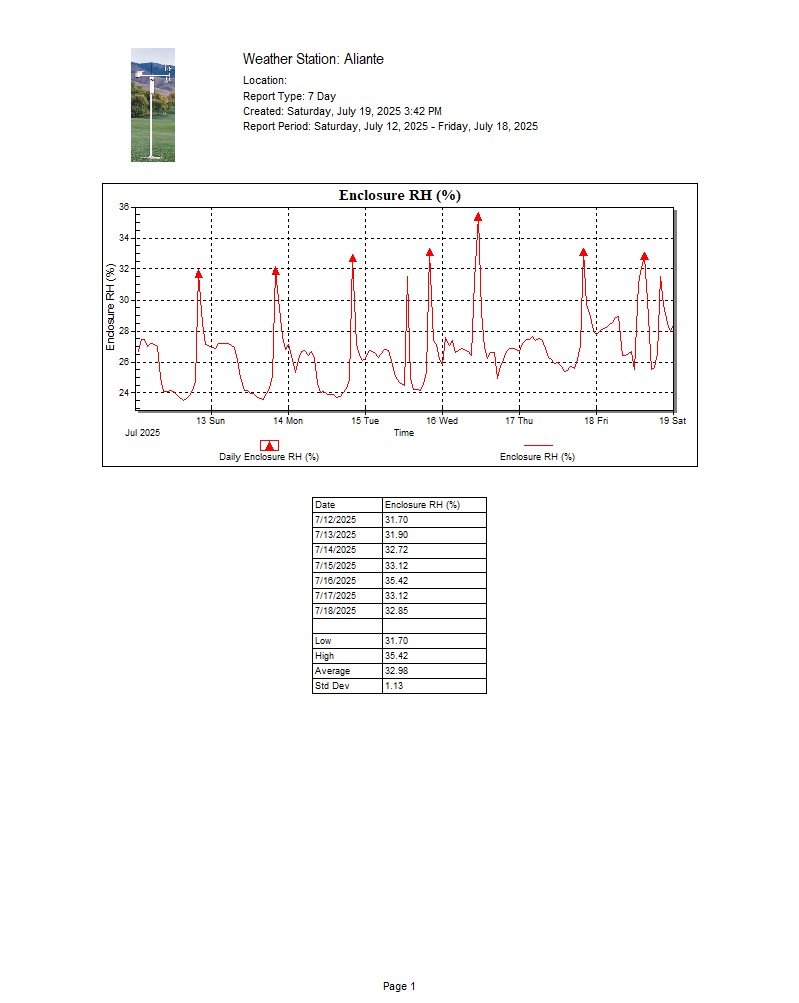 Weather Station: Aliante
Location:
Report Type: 7 Day
Created: Saturday, July 19, 2025 3:42 PM
Report Period: Saturday, July 12, 2025 - Friday, July 18, 2025
Enclosure RH (%)
Enclosure RH (%)
36
34
32
30
28
26
24
13 Sun 14 Mon 15 Tue 16 Wed 17 Thu 18 Fri 19 Sat
Jul 2025 Time
Daily Enclosure RH (%) Enclosure RH (%)
Date Enclosure RH (%)
7/12/2025 31.70
7/13/2025 31.90
7/14/2025 32.72
7/15/2025 33.12
7/16/2025 35.42
7/17/2025 33.12
7/18/2025 32.85
Low 31.70
High 35.42
Average 32.98
Std Dev 1.13
Page 1